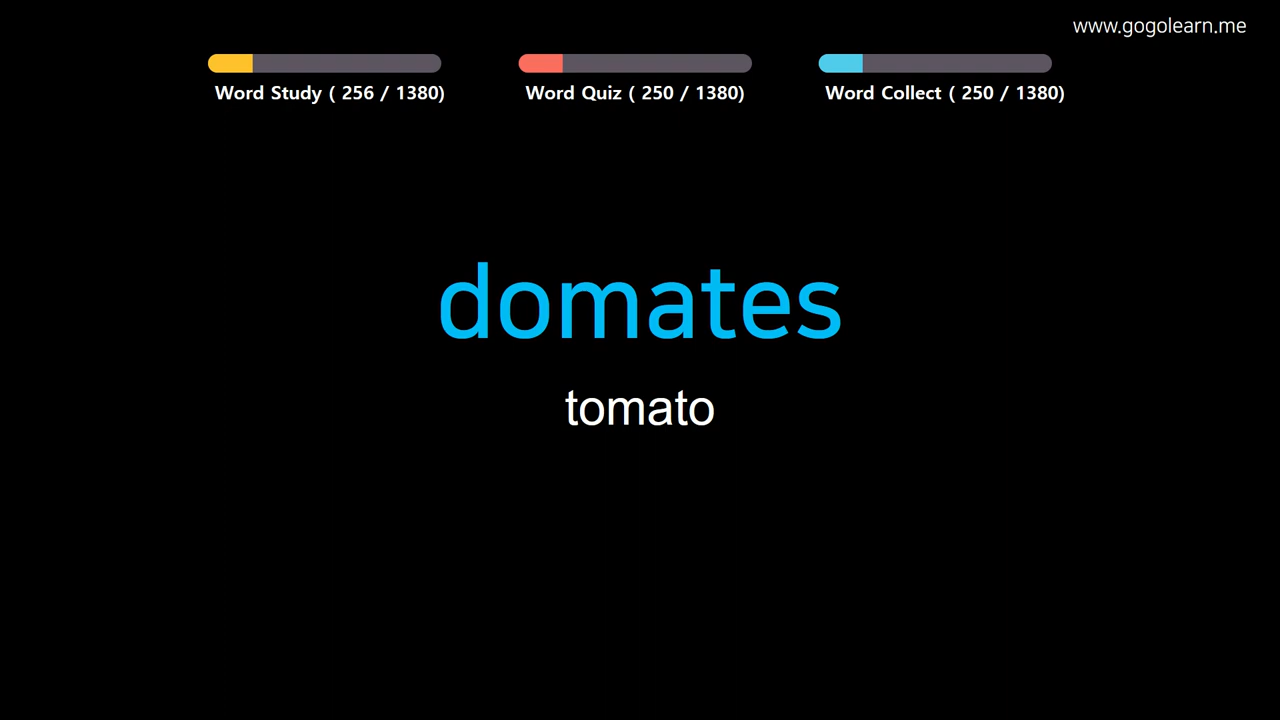 www.gogolearn.me
Word Study ( 256 / 1380)
Word Quiz ( 250 / 1380)
Word Collect ( 250 / 1380)
domates
tomato